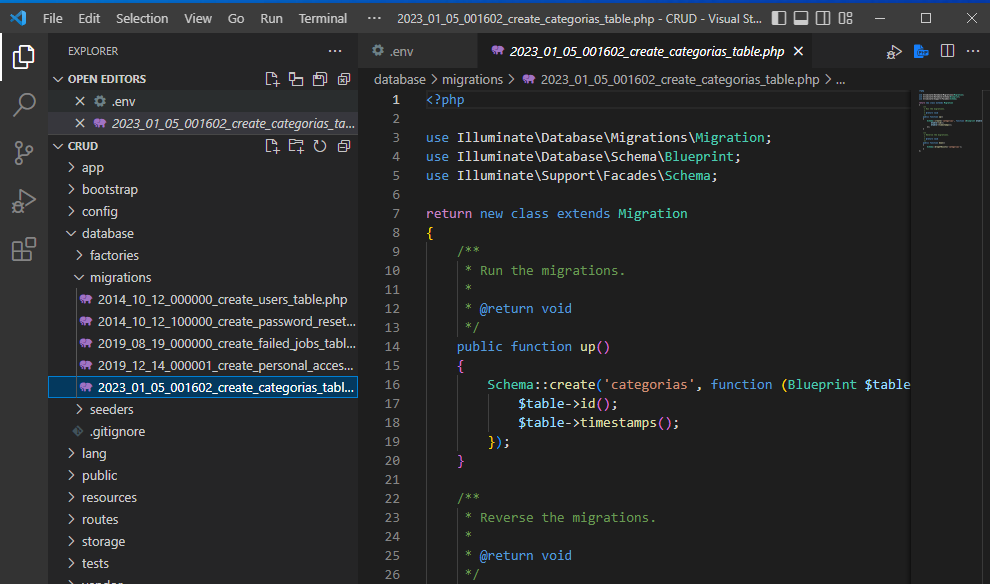 File Edit Selection View Go Run Terminal ··· 2023_01_05_001602_create_categorias_table.php - CRUD - Visual St...
EXPLORER ···
OPEN EDITORS
.env
2023_01_05_001602_create_categorias_ta...
CRUD
app
bootstrap
config
database
factories
migrations
2014_10_12_000000_create_users_table.php
2014_10_12_100000_create_password_reset...
2019_08_19_000000_create_failed_jobs_tabl...
2019_12_14_000001_create_personal_acces...
2023_01_05_001602_create_categorias_tabl...
seeders
.gitignore
lang
public
resources
routes
storage
tests
vendor
.env 2023_01_05_001602_create_categorias_table.php ···
database > migrations > 2023_01_05_001602_create_categorias_table.php > ...
1 <?php
2
3 use Illuminate\Database\Migrations\Migration;
4 use Illuminate\Database\Schema\Blueprint;
5 use Illuminate\Support\Facades\Schema;
6
7 return new class extends Migration
8 {
9 /**
10 * Run the migrations.
11 *
12 * @return void
13 */
14 public function up()
15 {
16 Schema::create('categorias', function (Blueprint $table
17 $table->id();
18 $table->timestamps();
19 });
20 }
21
22 /**
23 * Reverse the migrations.
24 *
25 * @return void
26 */